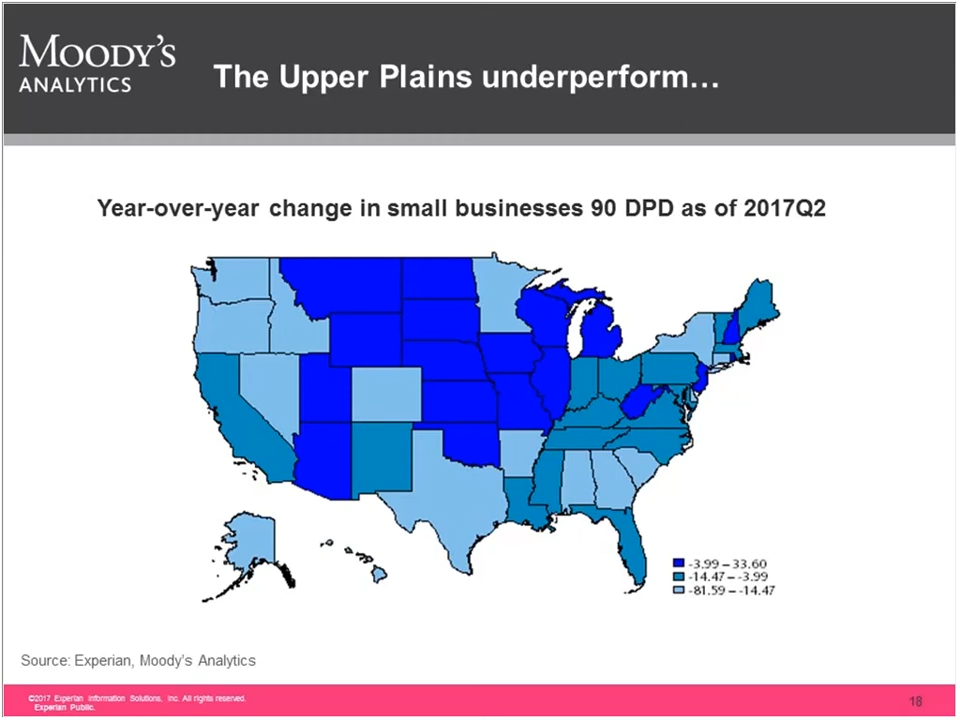 MOODY'S
ANALYTICS
The Upper Plains underperform…
Year-over-year change in small businesses 90 DPD as of 2017Q2
-3.99 – 33.60
-14.47 – -3.99
-81.59 – -14.47
Source: Experian, Moody's Analytics
©2017 Experian Information Solutions, Inc. All rights reserved.
Experian Public.
18